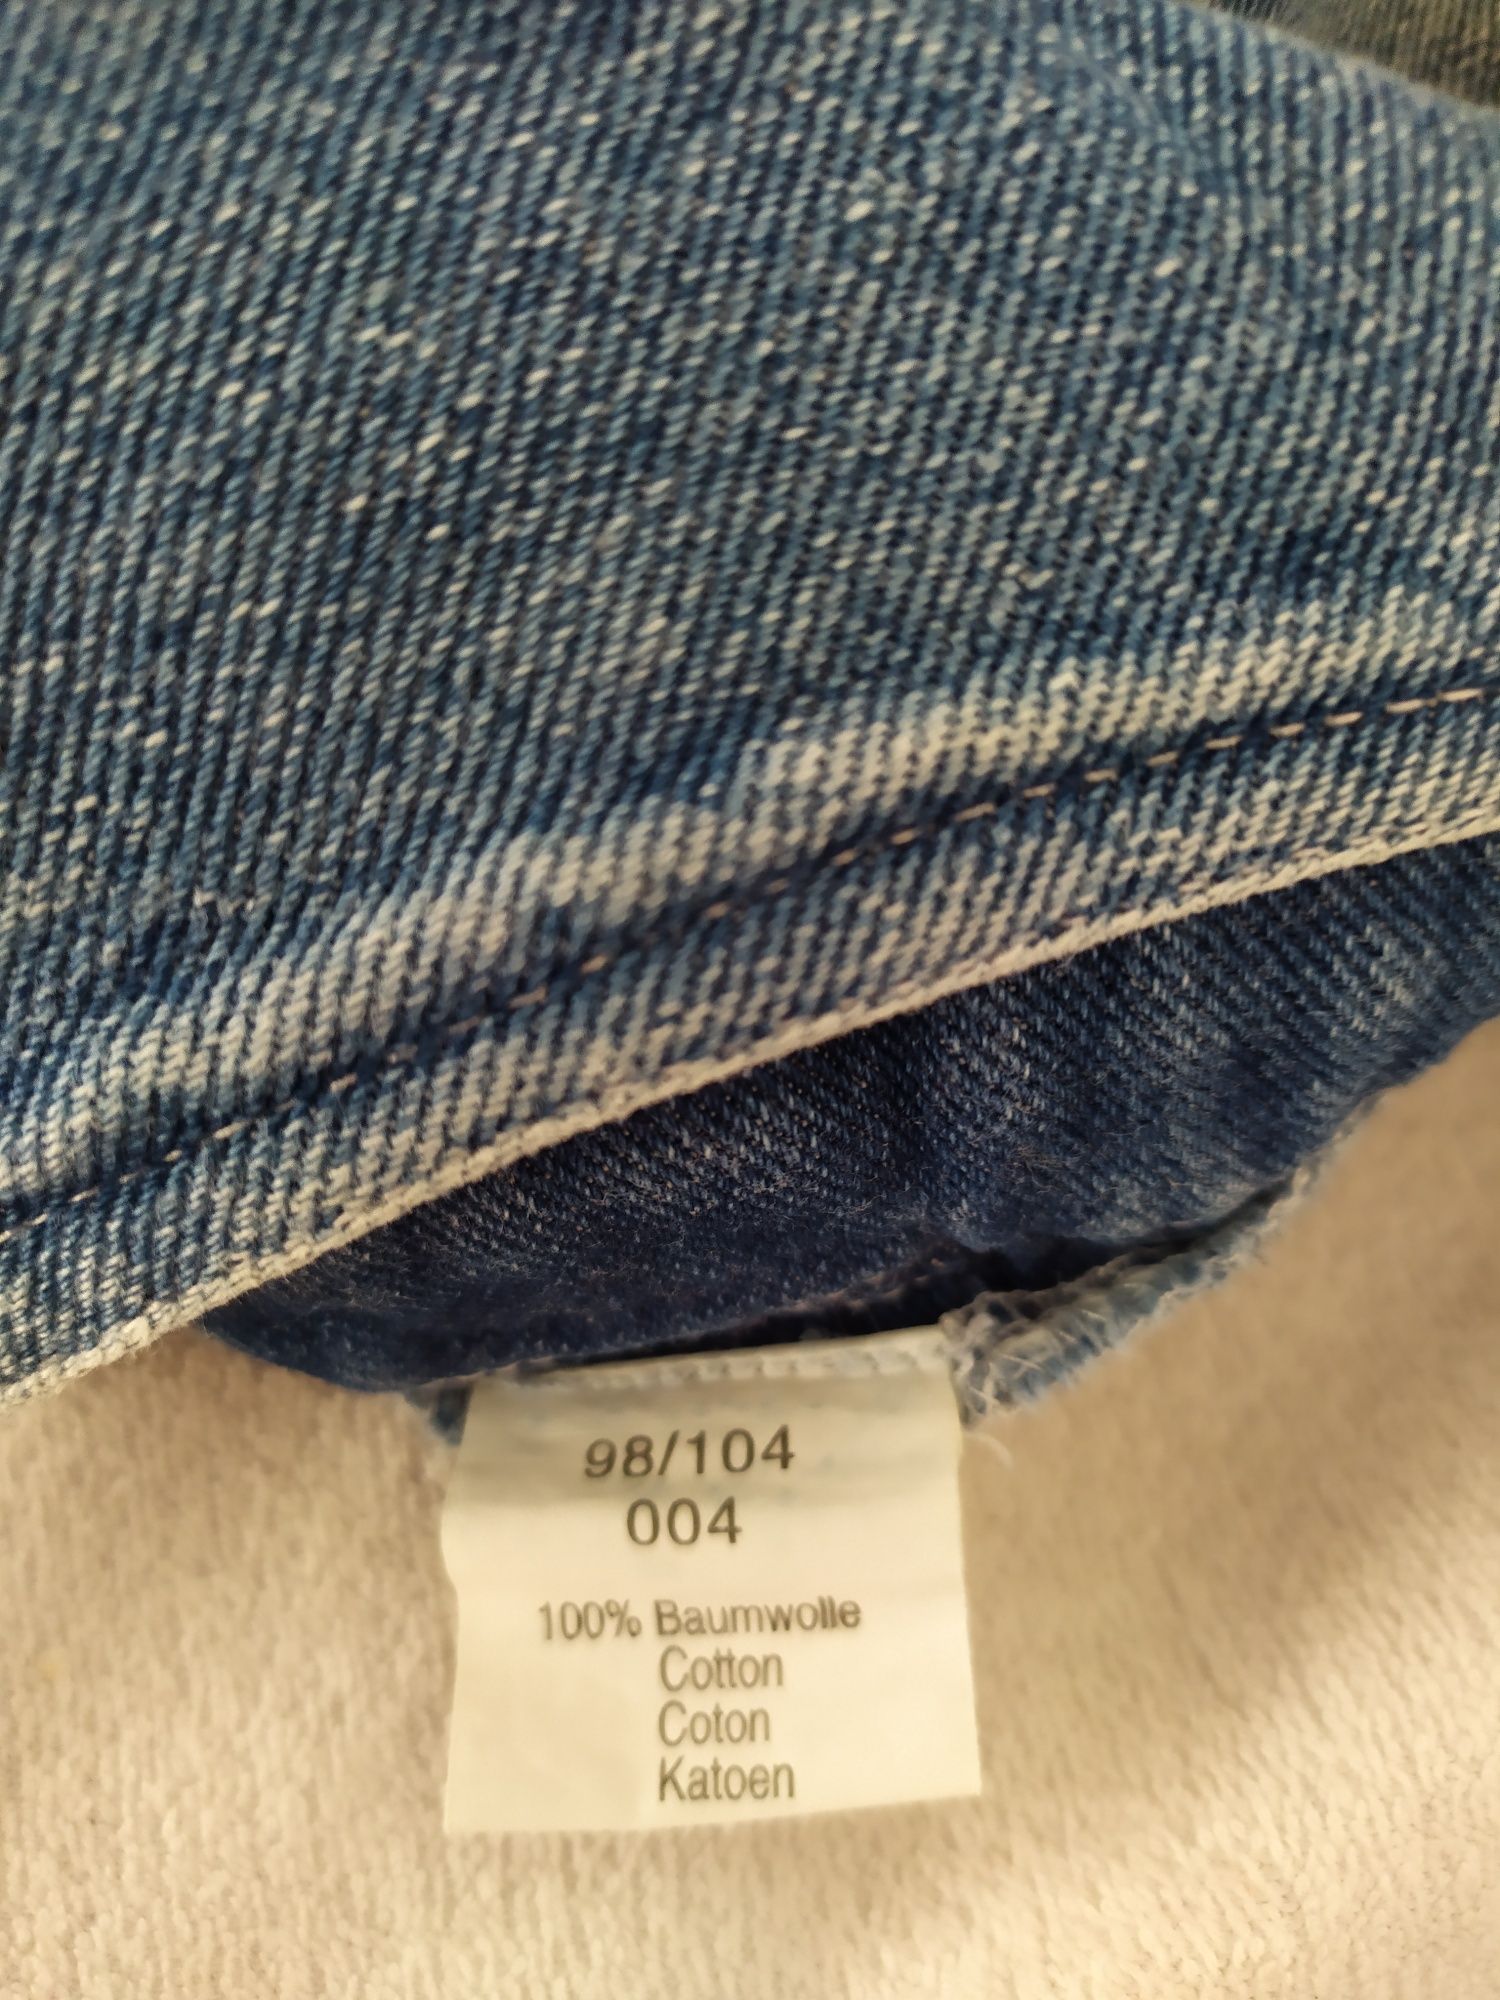 98/104
004
100% Baumwolle
Cotton
Coton
Katoen